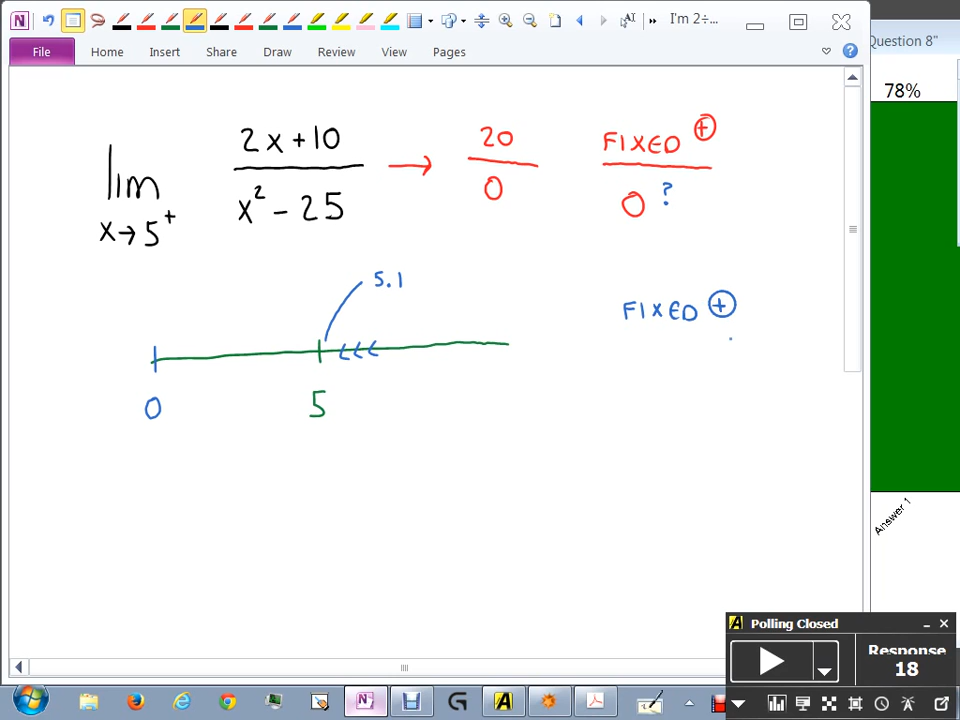 I'm 2÷...
File Home Insert Share Draw Review View Pages
Question 8"
78%
lim x→5⁺ 2x+10 / x² - 25 → 20 / 0 FIXED ⊕ / 0 ?
5.1
FIXED ⊕
0 5
Answer 1
Polling Closed
Response
18